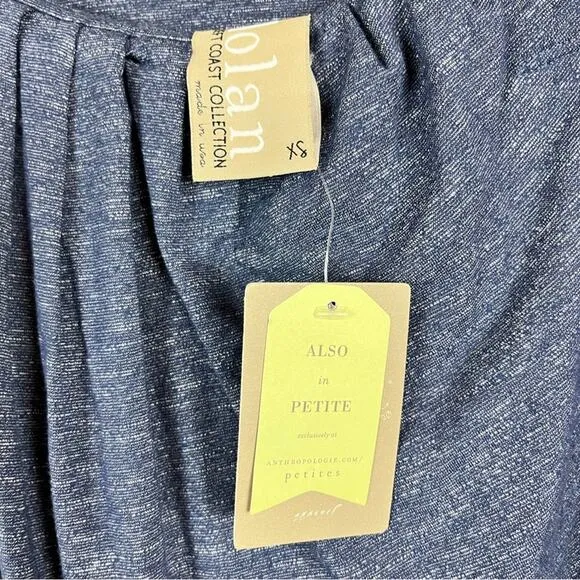 olan
ST COAST COLLECTION
made in usa
XS
ALSO
in
PETITE
exclusively at
ANTHROPOLOGIE.COM/
petites